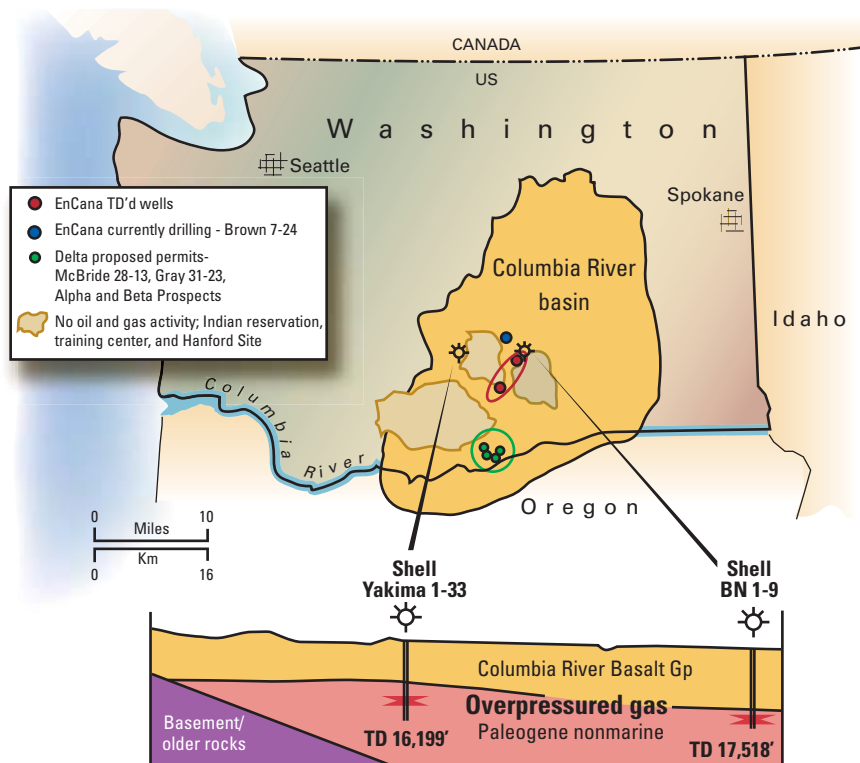 CANADA
US
Washington
Seattle
Spokane
EnCana TD'd wells
EnCana currently drilling - Brown 7-24
Delta proposed permits-
McBride 28-13, Gray 31-23,
Alpha and Beta Prospects
No oil and gas activity; Indian reservation,
training center, and Hanford Site
Columbia River
basin
Idaho
Columbia
River
Oregon
0 10
Miles
Km
0 16
Shell
Yakima 1-33
Shell
BN 1-9
Columbia River Basalt Gp
Overpressured gas
Paleogene nonmarine
Basement/
older rocks
TD 16,199'
TD 17,518'